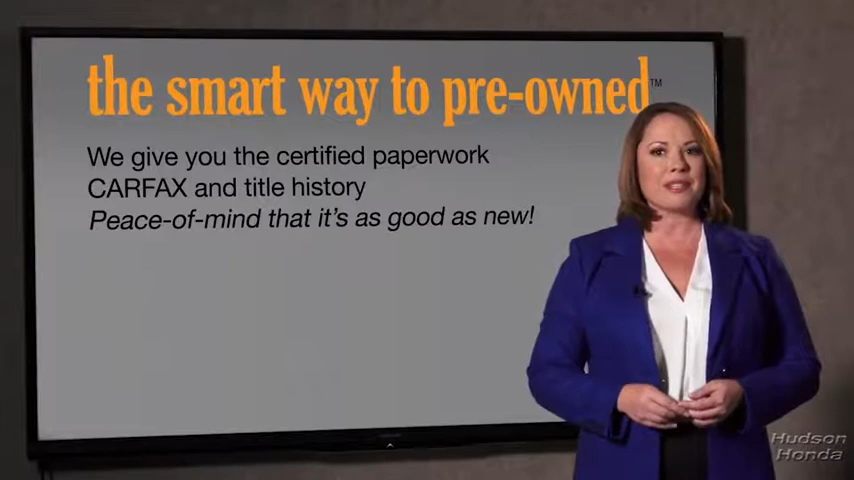 the smart way to pre-owned™
We give you the certified paperwork
CARFAX and title history
Peace-of-mind that it's as good as new!
Hudson
Honda